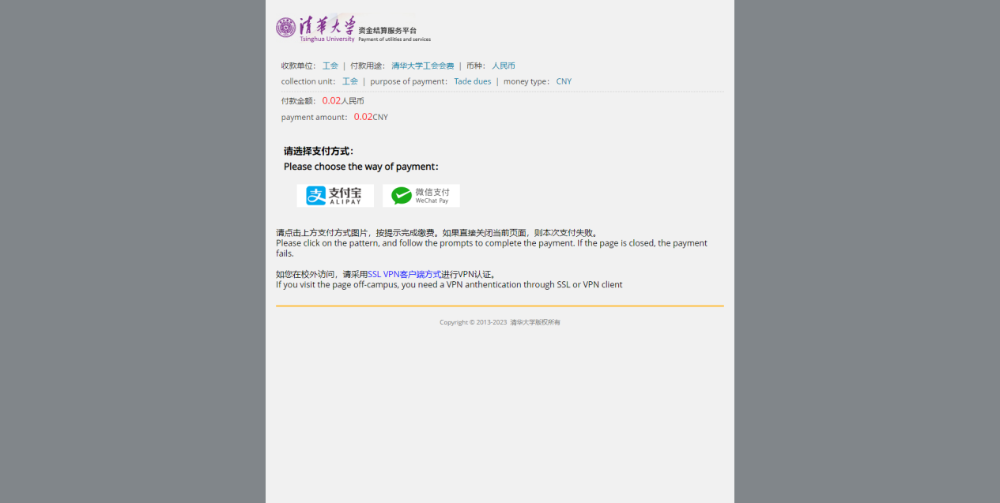 清华大学 资金结算服务平台
Tsinghua University Payment of utilities and services
收款单位： 工会 | 付款用途： 清华大学工会会费 | 币种： 人民币
collection unit： 工会 | purpose of payment： Tade dues | money type： CNY
付款金额： 0.02人民币
payment amount： 0.02CNY
请选择支付方式：
Please choose the way of payment：
支 支付宝 ALIPAY 微信支付 WeChat Pay
请点击上方支付方式图片，按提示完成缴费。如果直接关闭当前页面，则本次支付失败。
Please click on the pattern, and follow the prompts to complete the payment. If the page is closed, the payment
fails.
如您在校外访问，请采用SSL VPN客户端方式进行VPN认证。
If you visit the page off-campus, you need a VPN anthentication through SSL or VPN client
Copyright © 2013-2023 清华大学版权所有